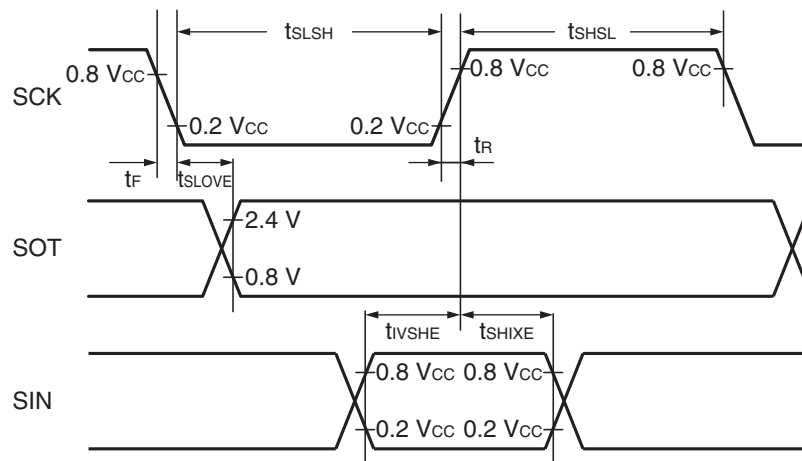 tSLSH tSHSL
SCK 0.8 VCC 0.8 VCC 0.8 VCC
0.2 VCC 0.2 VCC
tF tSLOVE tR
SOT 2.4 V
0.8 V
tIVSHE tSHIXE
SIN 0.8 VCC 0.8 VCC
0.2 VCC 0.2 VCC